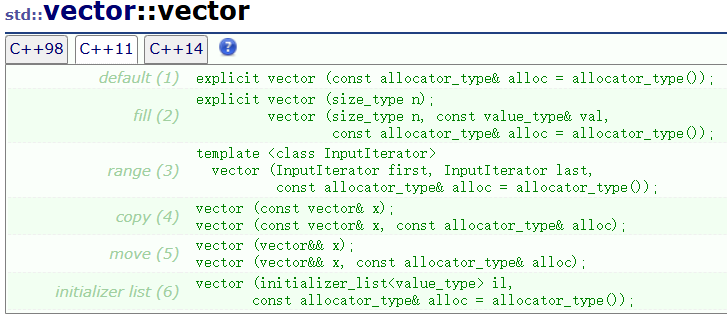 std::vector::vector
C++98 C++11 C++14 ?
default (1) explicit vector (const allocator_type& alloc = allocator_type());
explicit vector (size_type n);
fill (2) vector (size_type n, const value_type& val,
const allocator_type& alloc = allocator_type());
template <class InputIterator>
range (3) vector (InputIterator first, InputIterator last,
const allocator_type& alloc = allocator_type());
copy (4) vector (const vector& x);
vector (const vector& x, const allocator_type& alloc);
move (5) vector (vector&& x);
vector (vector&& x, const allocator_type& alloc);
initializer list (6) vector (initializer_list<value_type> il,
const allocator_type& alloc = allocator_type());